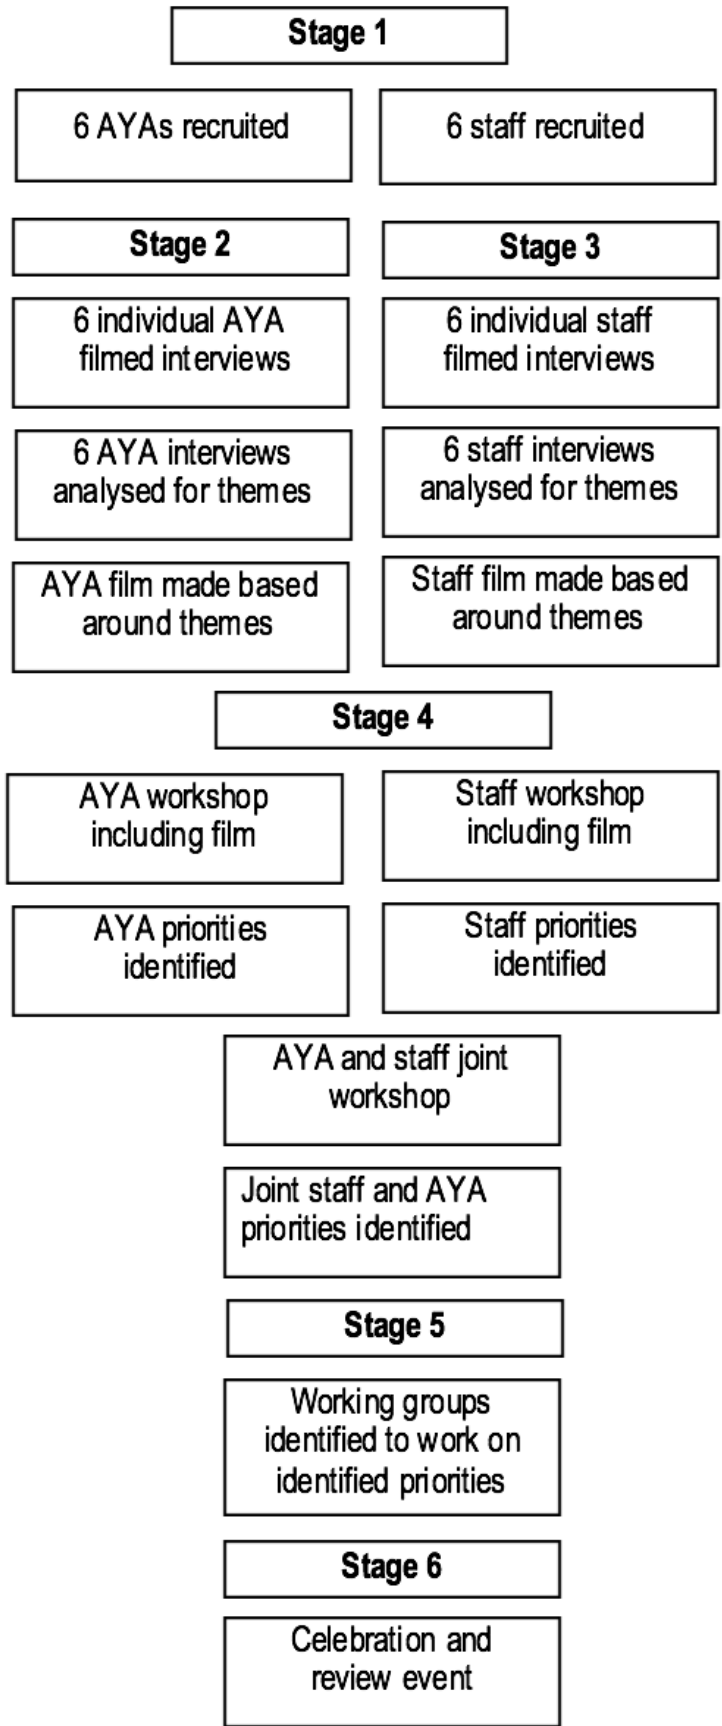 Stage 1
6 AYAs recruited
6 staff recruited
Stage 2
Stage 3
6 individual AYA
filmed interviews
6 individual staff
filmed interviews
6 AYA interviews
analysed for themes
6 staff interviews
analysed for themes
AYA film made based
around themes
Staff film made based
around themes
Stage 4
AYA workshop
including film
Staff workshop
including film
AYA priorities
identified
Staff priorities
identified
AYA and staff joint
workshop
Joint staff and AYA
priorities identified
Stage 5
Working groups
identified to work on
identified priorities
Stage 6
Celebration and
review event